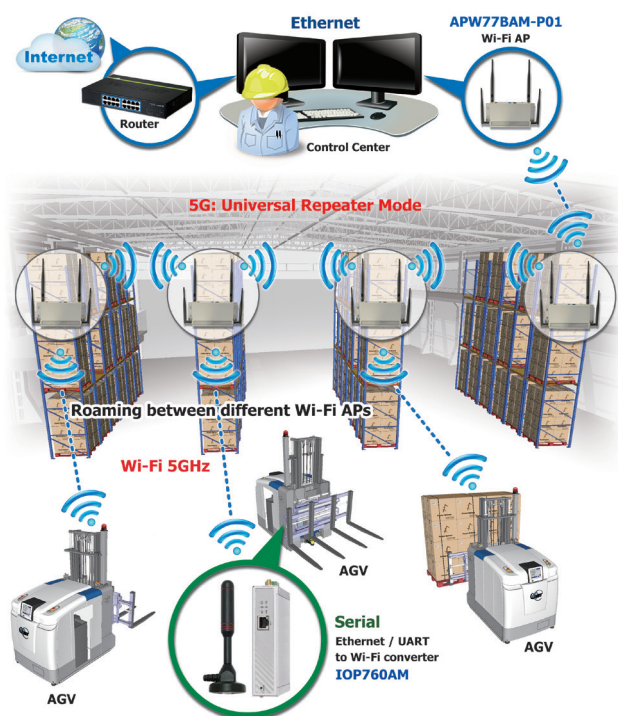 Ethernet
APW77BAM-P01
Wi-Fi AP
Internet
Router
Control Center
5G: Universal Repeater Mode
Roaming between different Wi-Fi APs
Wi-Fi 5GHz
AGV
Serial
Ethernet / UART
to Wi-Fi converter
IOP760AM
AGV
AGV